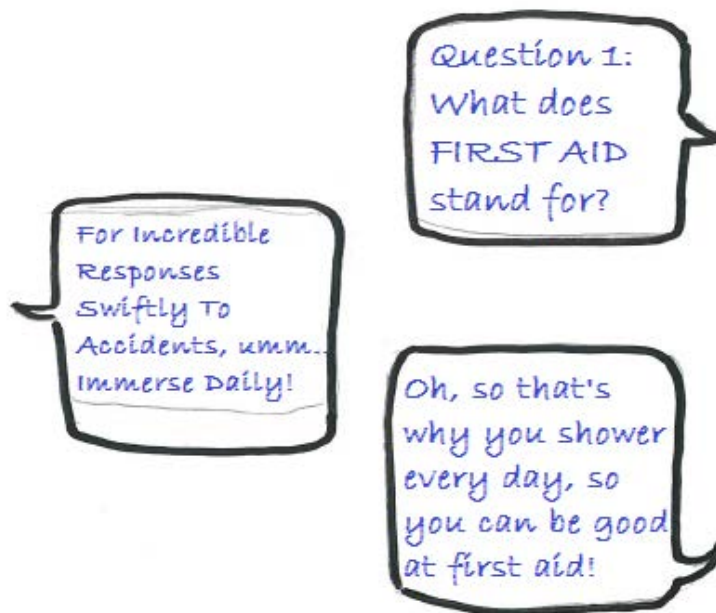 Question 1:
What does
FIRST AID
stand for?
For Incredible
Responses
Swiftly To
Accidents, umm..
Immerse Daily!
Oh, so that's
why you shower
every day, so
you can be good
at first aid!